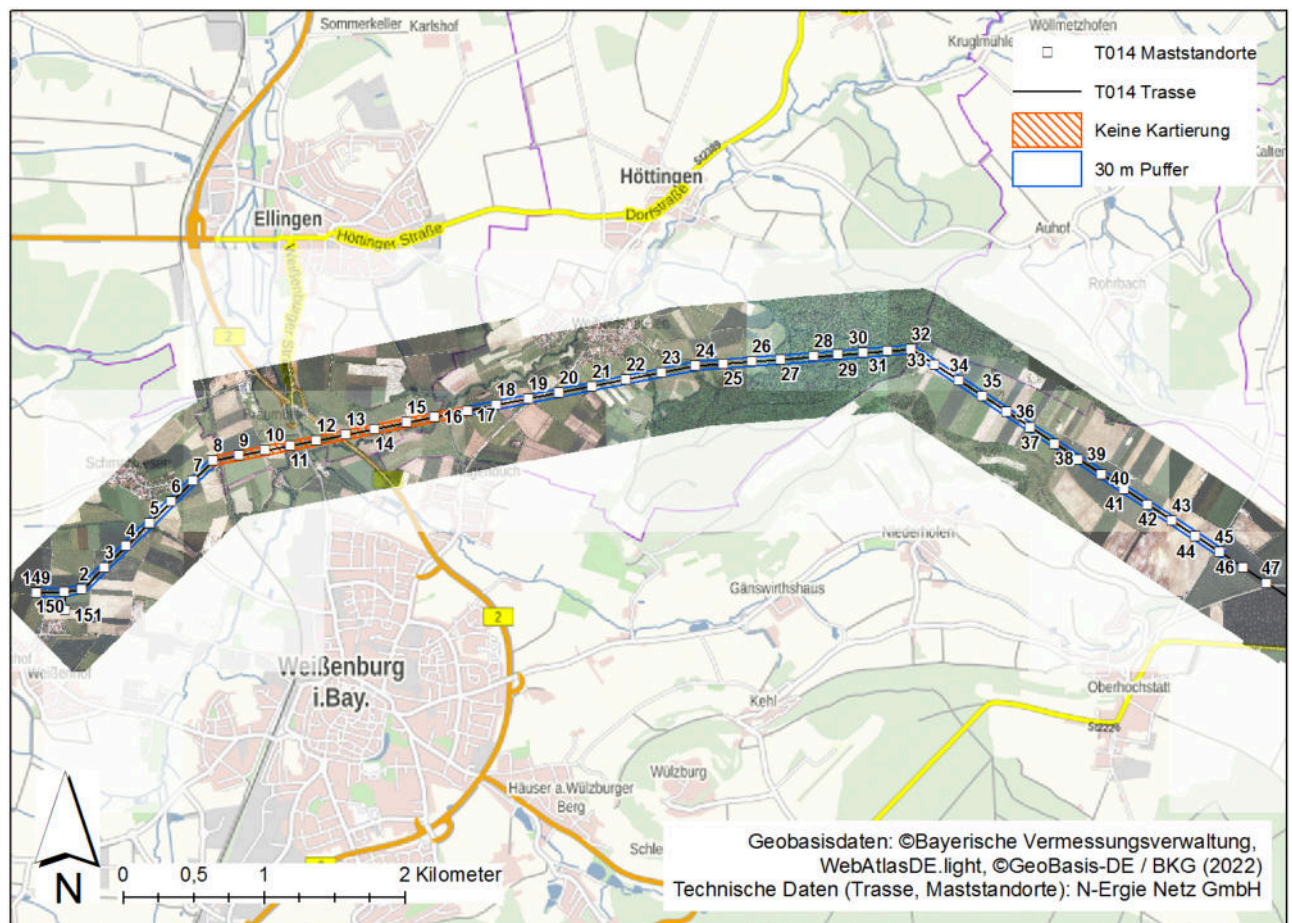 Sommerkeller
Karlshof
Wöllmetzhofen
Kruglmühle
T014 Maststandorte
T014 Trasse
Keine Kartierung
30 m Puffer
St2389
Höttingen
Dorfstraße
Kalten
Ellingen
Höttinger Straße
Auhof
Rohrbach
Weißenburger Str
2
32
28 30
24 26
22 23 25 27 29 31 33 34
20 21 35
18 19 36
15 16 17 37
12 13 14 38 39
8 9 10 11 40
7 41 43
6 42
5 44 45
4 46
3 47
149 2
150 151
Niederhofen
Gänswirthshaus
2
Weißenburg
i.Bay.
Weißenhof
Oberhochstatt
Kehl
St2226
Wülzburg
Häuser a.Wülzburger
Berg
Schle
N
0 0,5 1 2 Kilometer
Geobasisdaten: ©Bayerische Vermessungsverwaltung,
WebAtlasDE.light, ©GeoBasis-DE / BKG (2022)
Technische Daten (Trasse, Maststandorte): N-Ergie Netz GmbH